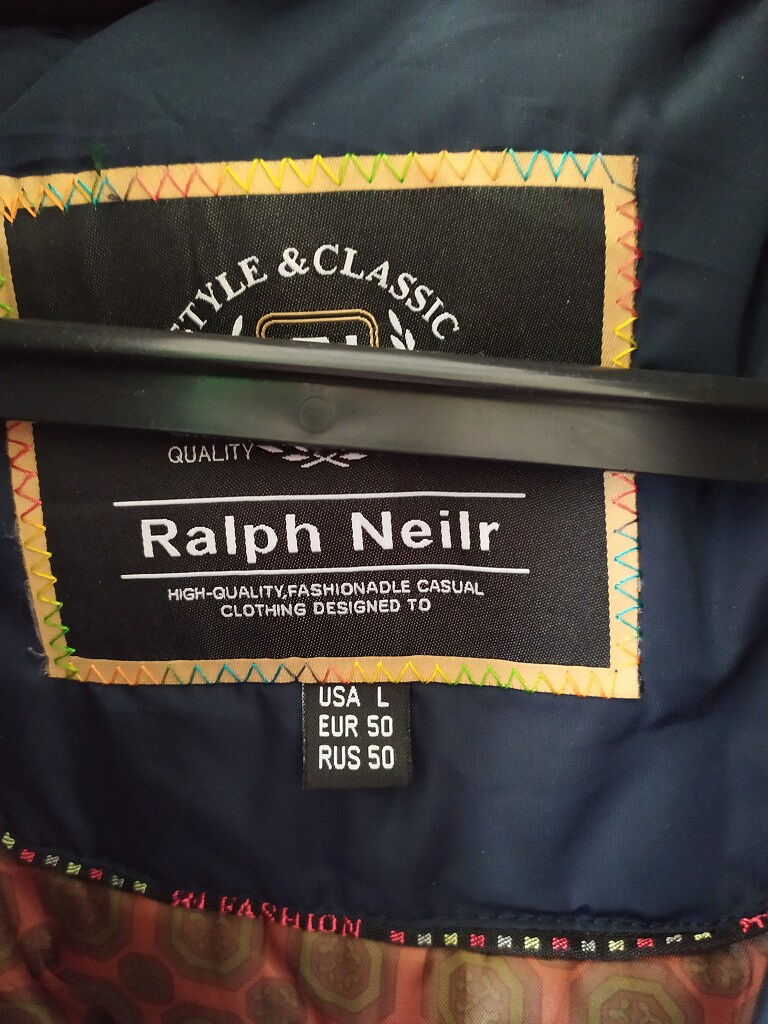 STYLE &CLASSIC
QUALITY
Ralph Neilr
HIGH-QUALITY,FASHIONADLE CASUAL
CLOTHING DESIGNED TO
USA L
EUR 50
RUS 50
FASHION